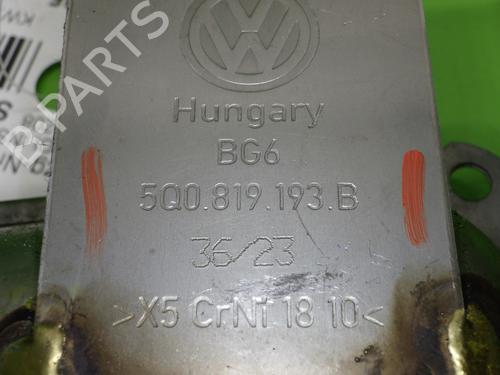 Hungary
BG6
5Q0.819.193.B
36/23
>X5 CrNi 18 10<
B-PARTS